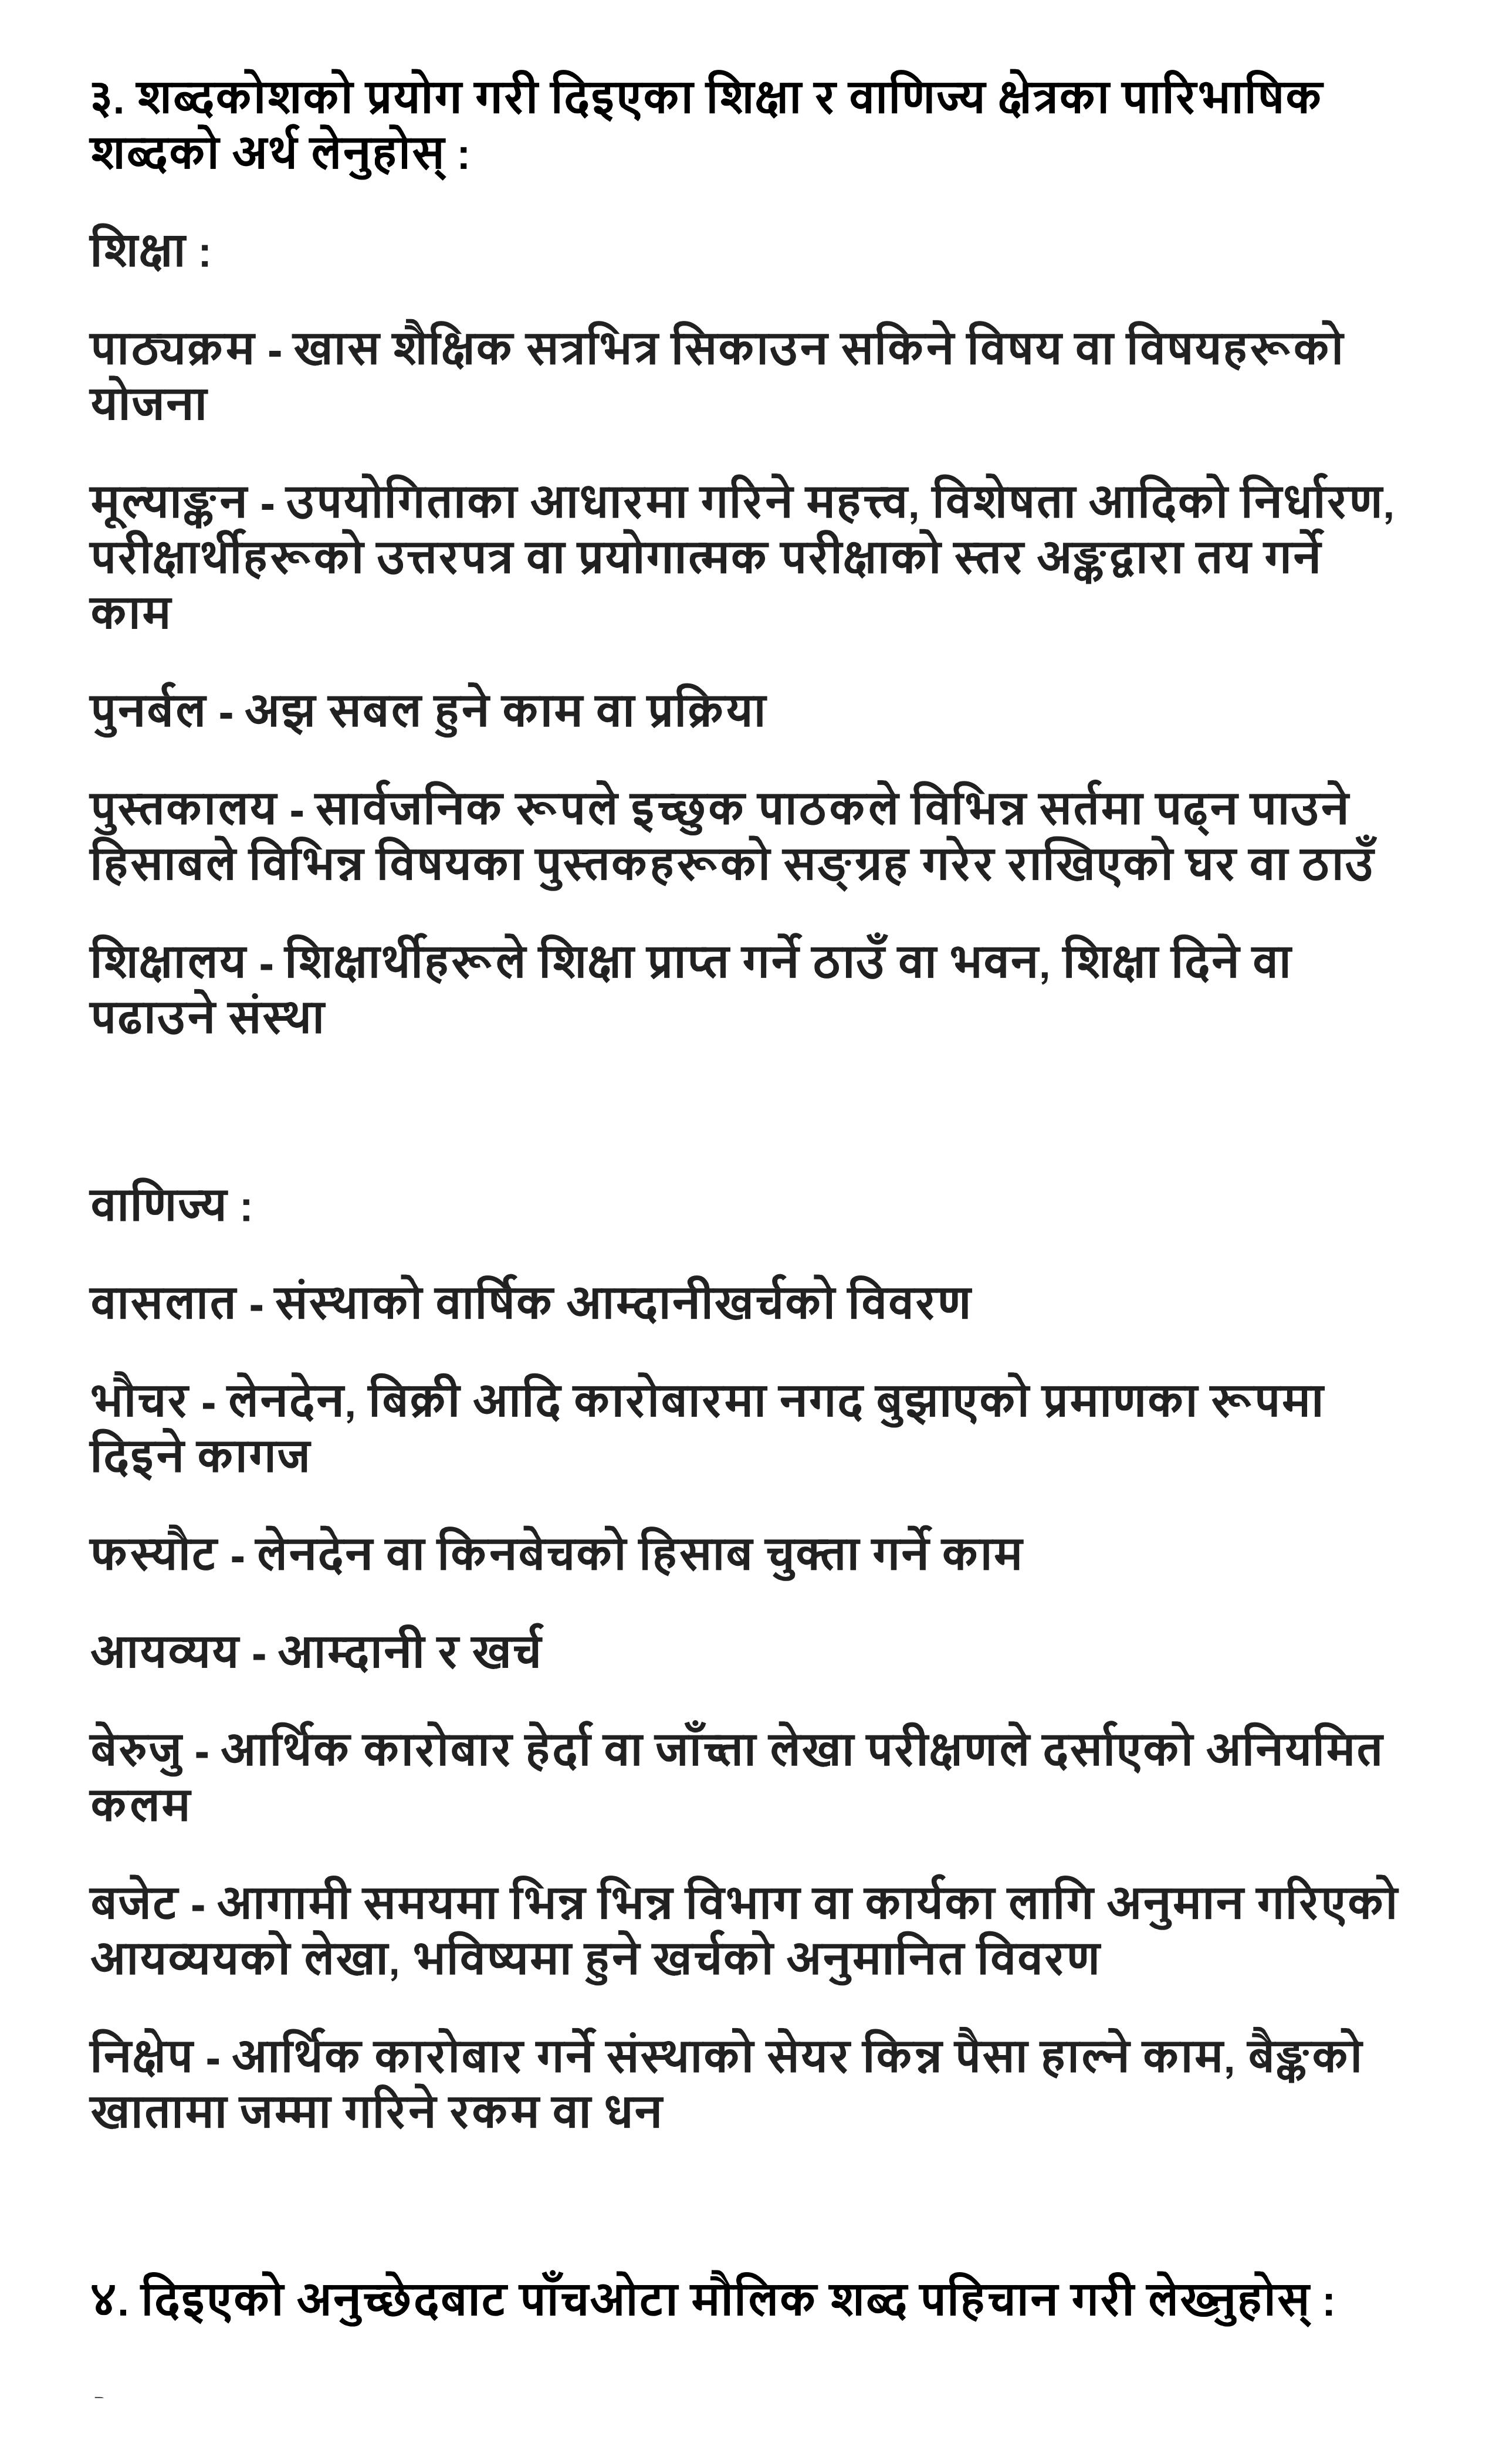 ३. शब्दकोशको प्रयोग गरी दिइएका शिक्षा र वाणिज्य क्षेत्रका पारिभाषिक
शब्दको अर्थ लेनुहोस् :
शिक्षा :
पाठ्यक्रम - खास शैक्षिक सत्रभित्र सिकाउन सकिने विषय वा विषयहरूको
योजना
मूल्याङ्कन - उपयोगिताका आधारमा गरिने महत्त्व, विशेषता आदिको निर्धारण,
परीक्षार्थीहरूको उत्तरपत्र वा प्रयोगात्मक परीक्षाको स्तर अङ्कद्वारा तय गर्ने
काम
पुनर्बल - अझ सबल हुने काम वा प्रक्रिया
पुस्तकालय - सार्वजनिक रूपले इच्छुक पाठकले विभिन्न सर्तमा पढ्न पाउने
हिसाबले विभिन्न विषयका पुस्तकहरूको सङ्ग्रह गरेर राखिएको घर वा ठाउँ
शिक्षालय - शिक्षार्थीहरूले शिक्षा प्राप्त गर्ने ठाउँ वा भवन, शिक्षा दिने वा
पढाउने संस्था
वाणिज्य :
वासलात - संस्थाको वार्षिक आम्दानीखर्चको विवरण
भौचर - लेनदेन, बिक्री आदि कारोबारमा नगद बुझाएको प्रमाणका रूपमा
दिइने कागज
फस्यौट - लेनदेन वा किनबेचको हिसाब चुक्ता गर्ने काम
आयव्यय - आम्दानी र खर्च
बेरुजु - आर्थिक कारोबार हेर्दा वा जाँच्ता लेखा परीक्षणले दर्साएको अनियमित
कलम
बजेट - आगामी समयमा भिन्न भिन्न विभाग वा कार्यका लागि अनुमान गरिएको
आयव्ययको लेखा, भविष्यमा हुने खर्चको अनुमानित विवरण
निक्षेप - आर्थिक कारोबार गर्ने संस्थाको सेयर किन्न पैसा हाल्ने काम, बैङ्कको
खातामा जम्मा गरिने रकम वा धन
४. दिइएको अनुच्छेदबाट पाँचओटा मौलिक शब्द पहिचान गरी लेख्नुहोस् :